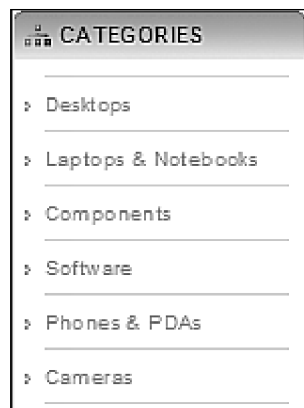 CATEGORIES
Desktops
Laptops & Notebooks
Components
Software
Phones & PDAs
Cameras